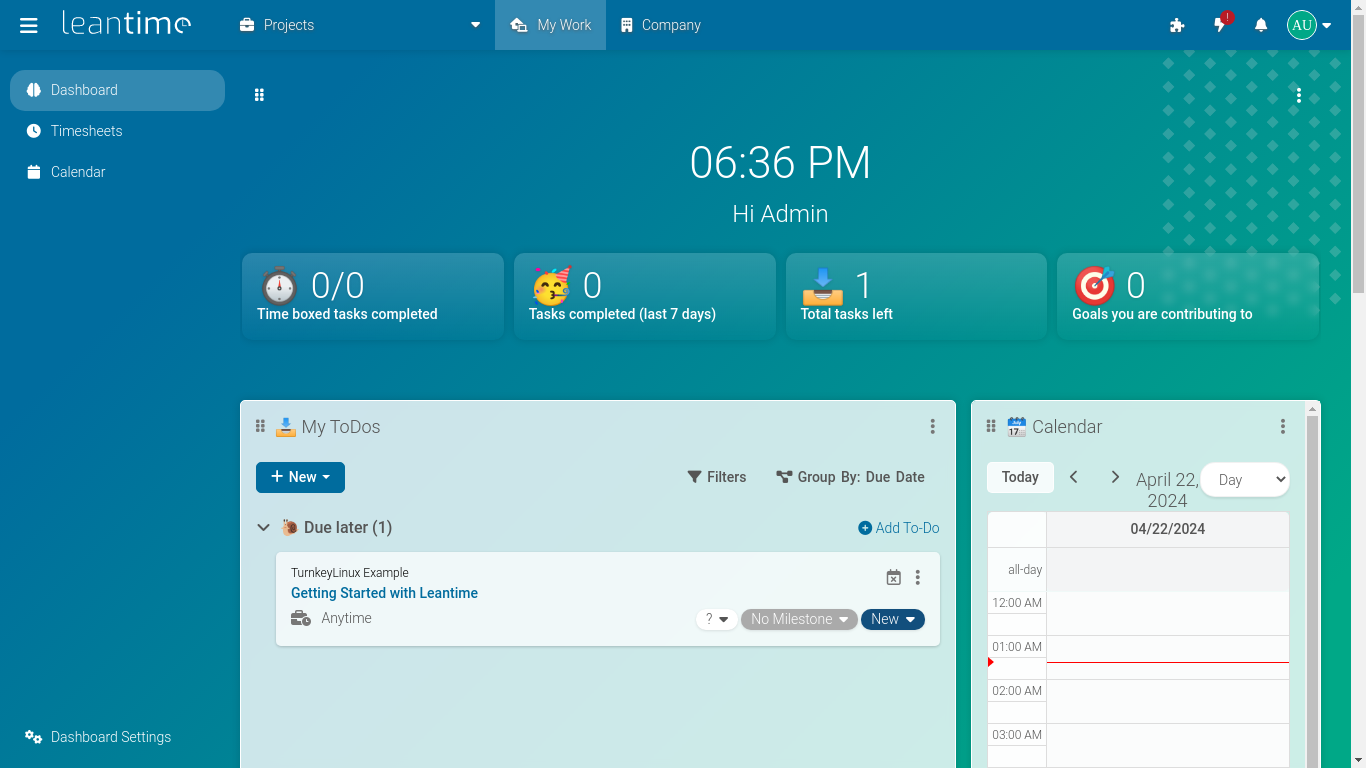 leantime
Projects
My Work
Company
!
AU
Dashboard
Timesheets
Calendar
06:36 PM
Hi Admin
0/0
Time boxed tasks completed
0
Tasks completed (last 7 days)
1
Total tasks left
0
Goals you are contributing to
My ToDos
New
Filters
Group By: Due Date
Due later (1)
Add To-Do
TurnkeyLinux Example
Getting Started with Leantime
Anytime
?
No Milestone
New
July
17
Calendar
Today
April 22,
2024
Day
04/22/2024
all-day
12:00 AM
01:00 AM
02:00 AM
03:00 AM
Dashboard Settings